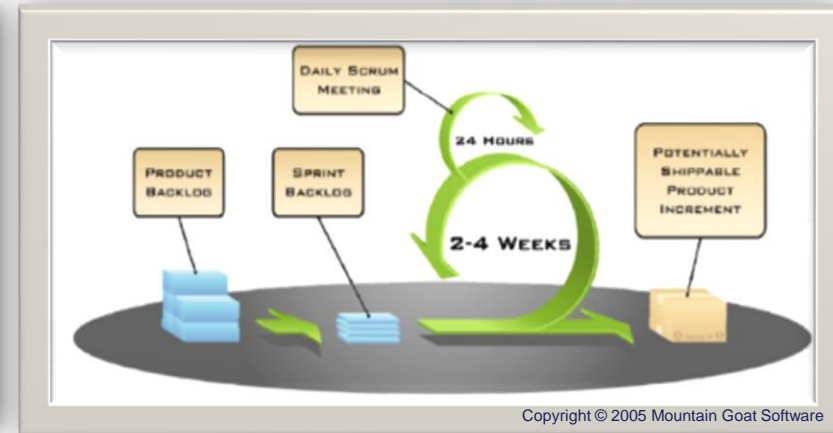 DAILY SCRUM
MEETING
24 HOURS
PRODUCT
BACKLOG
SPRINT
BACKLOG
POTENTIALLY
SHIPPABLE
PRODUCT
INCREMENT
2-4 WEEKS
Copyright © 2005 Mountain Goat Software